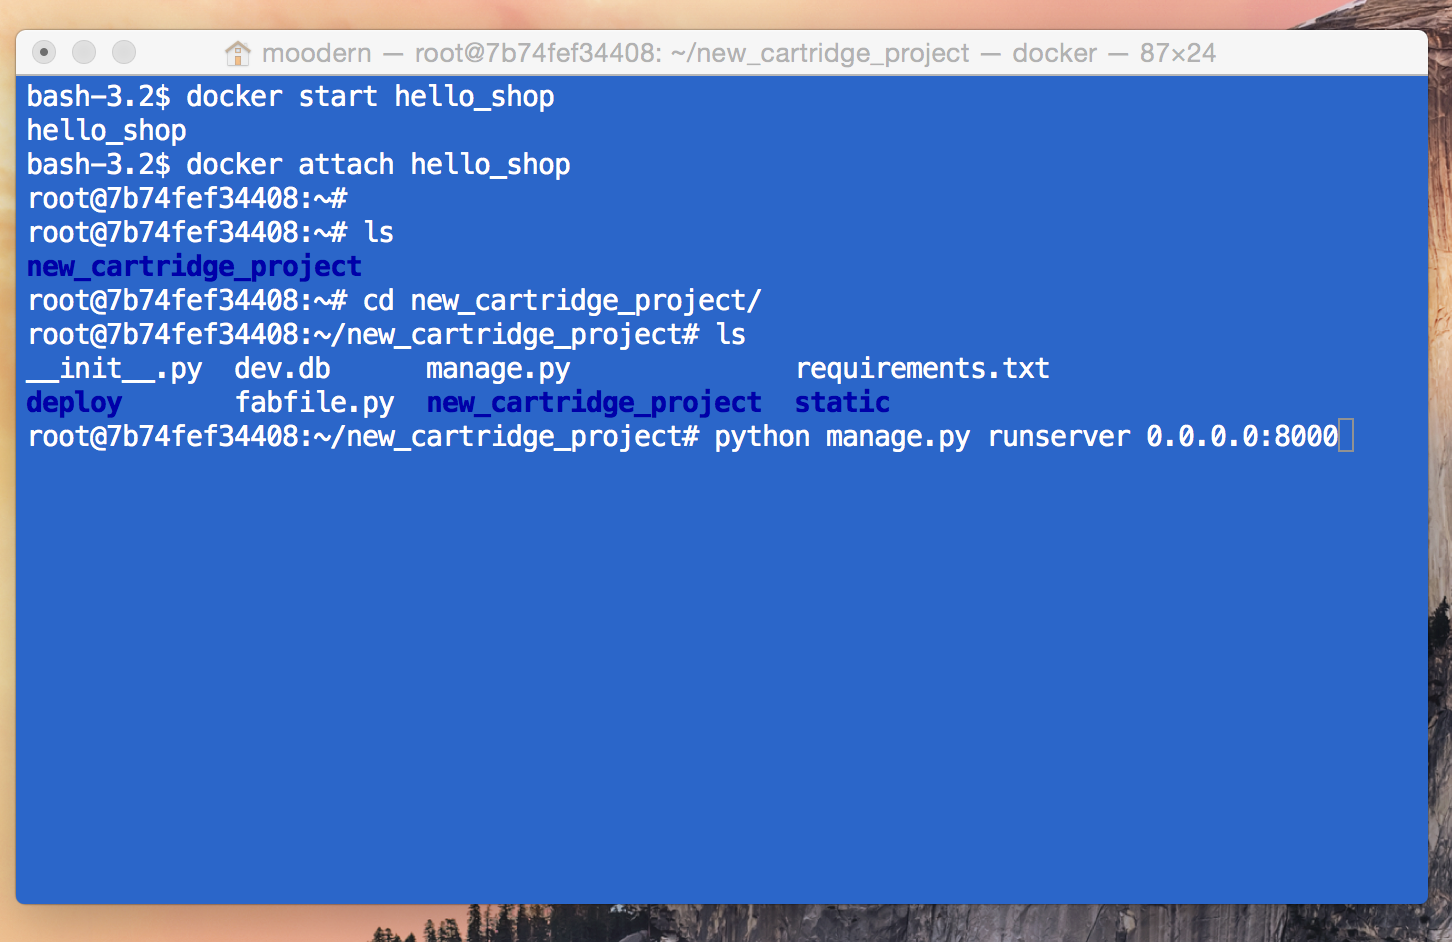 moodern — root@7b74fef34408: ~/new_cartridge_project — docker — 87×24
bash-3.2$ docker start hello_shop
hello_shop
bash-3.2$ docker attach hello_shop
root@7b74fef34408:~#
root@7b74fef34408:~# ls
new_cartridge_project
root@7b74fef34408:~# cd new_cartridge_project/
root@7b74fef34408:~/new_cartridge_project# ls
__init__.py  dev.db      manage.py              requirements.txt
deploy       fabfile.py  new_cartridge_project  static
root@7b74fef34408:~/new_cartridge_project# python manage.py runserver 0.0.0.0:8000